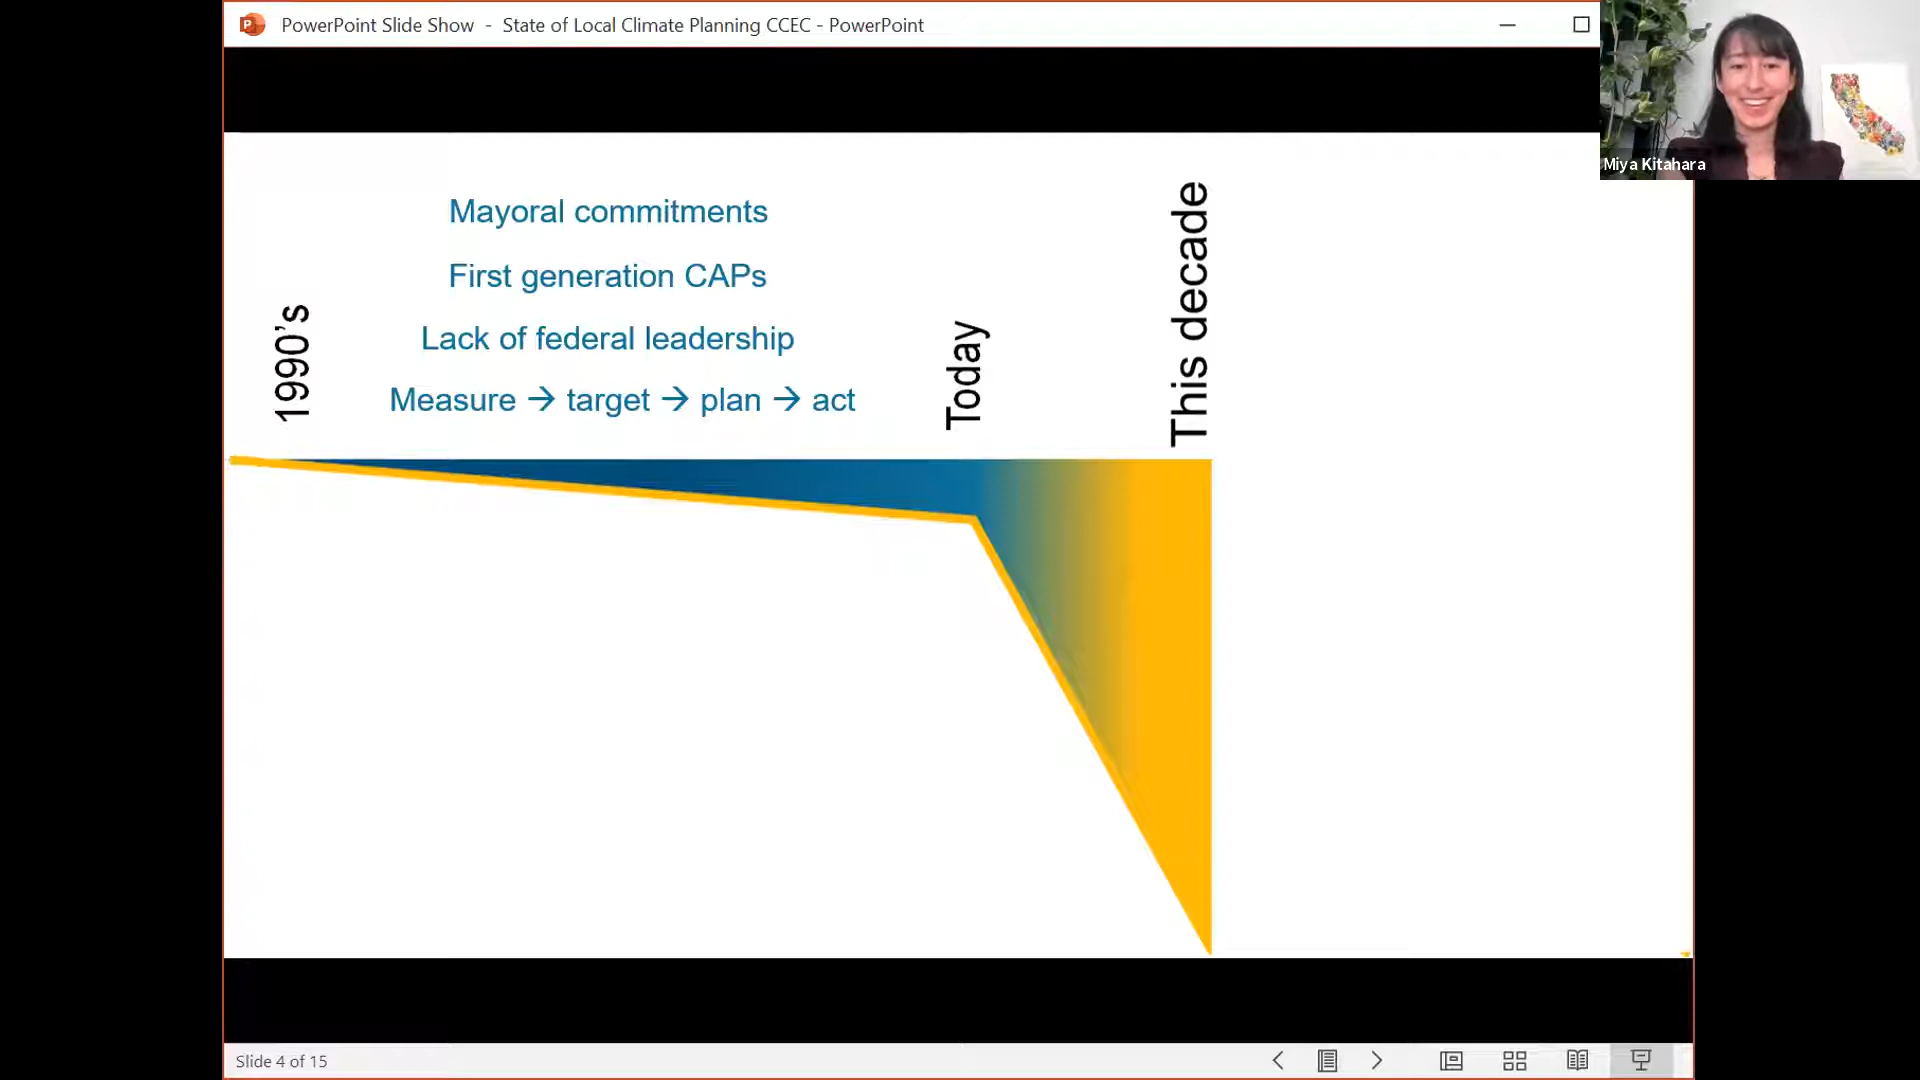 PowerPoint Slide Show - State of Local Climate Planning CCEC - PowerPoint
Miya Kitahara
Mayoral commitments
First generation CAPs
Lack of federal leadership
Measure → target → plan → act
1990’s
Today
This decade
Slide 4 of 15